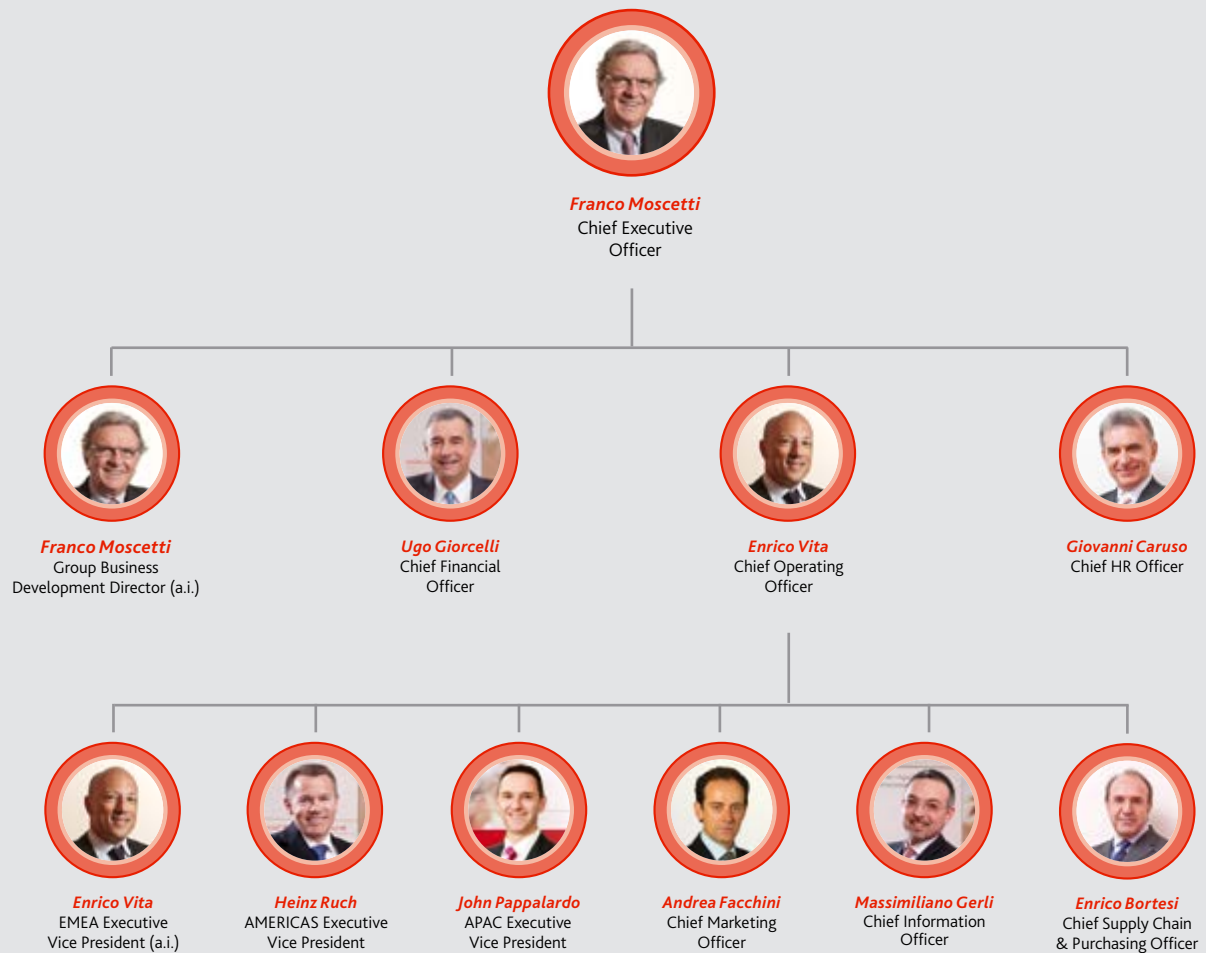 Franco Moscetti
Chief Executive
Officer
Franco Moscetti
Group Business
Development Director (a.i.)
Ugo Giorcelli
Chief Financial
Officer
Enrico Vita
Chief Operating
Officer
Giovanni Caruso
Chief HR Officer
Enrico Vita
EMEA Executive
Vice President (a.i.)
Heinz Ruch
AMERICAS Executive
Vice President
John Pappalardo
APAC Executive
Vice President
Andrea Facchini
Chief Marketing
Officer
Massimiliano Gerli
Chief Information
Officer
Enrico Bortesi
Chief Supply Chain
& Purchasing Officer